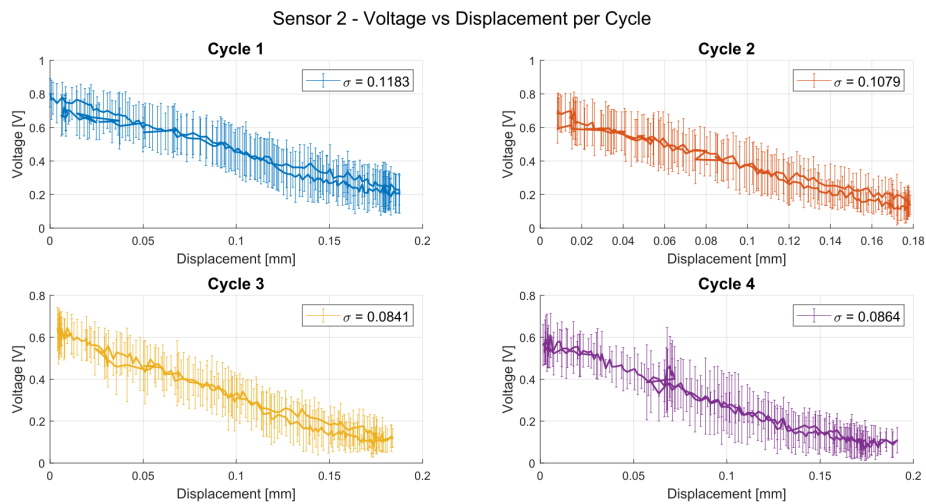 Sensor 2 - Voltage vs Displacement per Cycle
Cycle 1
σ = 0.1183
Voltage [V]
1
0.8
0.6
0.4
0.2
0
0 0.05 0.1 0.15 0.2
Displacement [mm]
Cycle 2
σ = 0.1079
Voltage [V]
1
0.8
0.6
0.4
0.2
0
0 0.02 0.04 0.06 0.08 0.1 0.12 0.14 0.16 0.18
Displacement [mm]
Cycle 3
σ = 0.0841
Voltage [V]
0.8
0.6
0.4
0.2
0
0 0.05 0.1 0.15 0.2
Displacement [mm]
Cycle 4
σ = 0.0864
Voltage [V]
0.8
0.6
0.4
0.2
0
0 0.05 0.1 0.15 0.2
Displacement [mm]